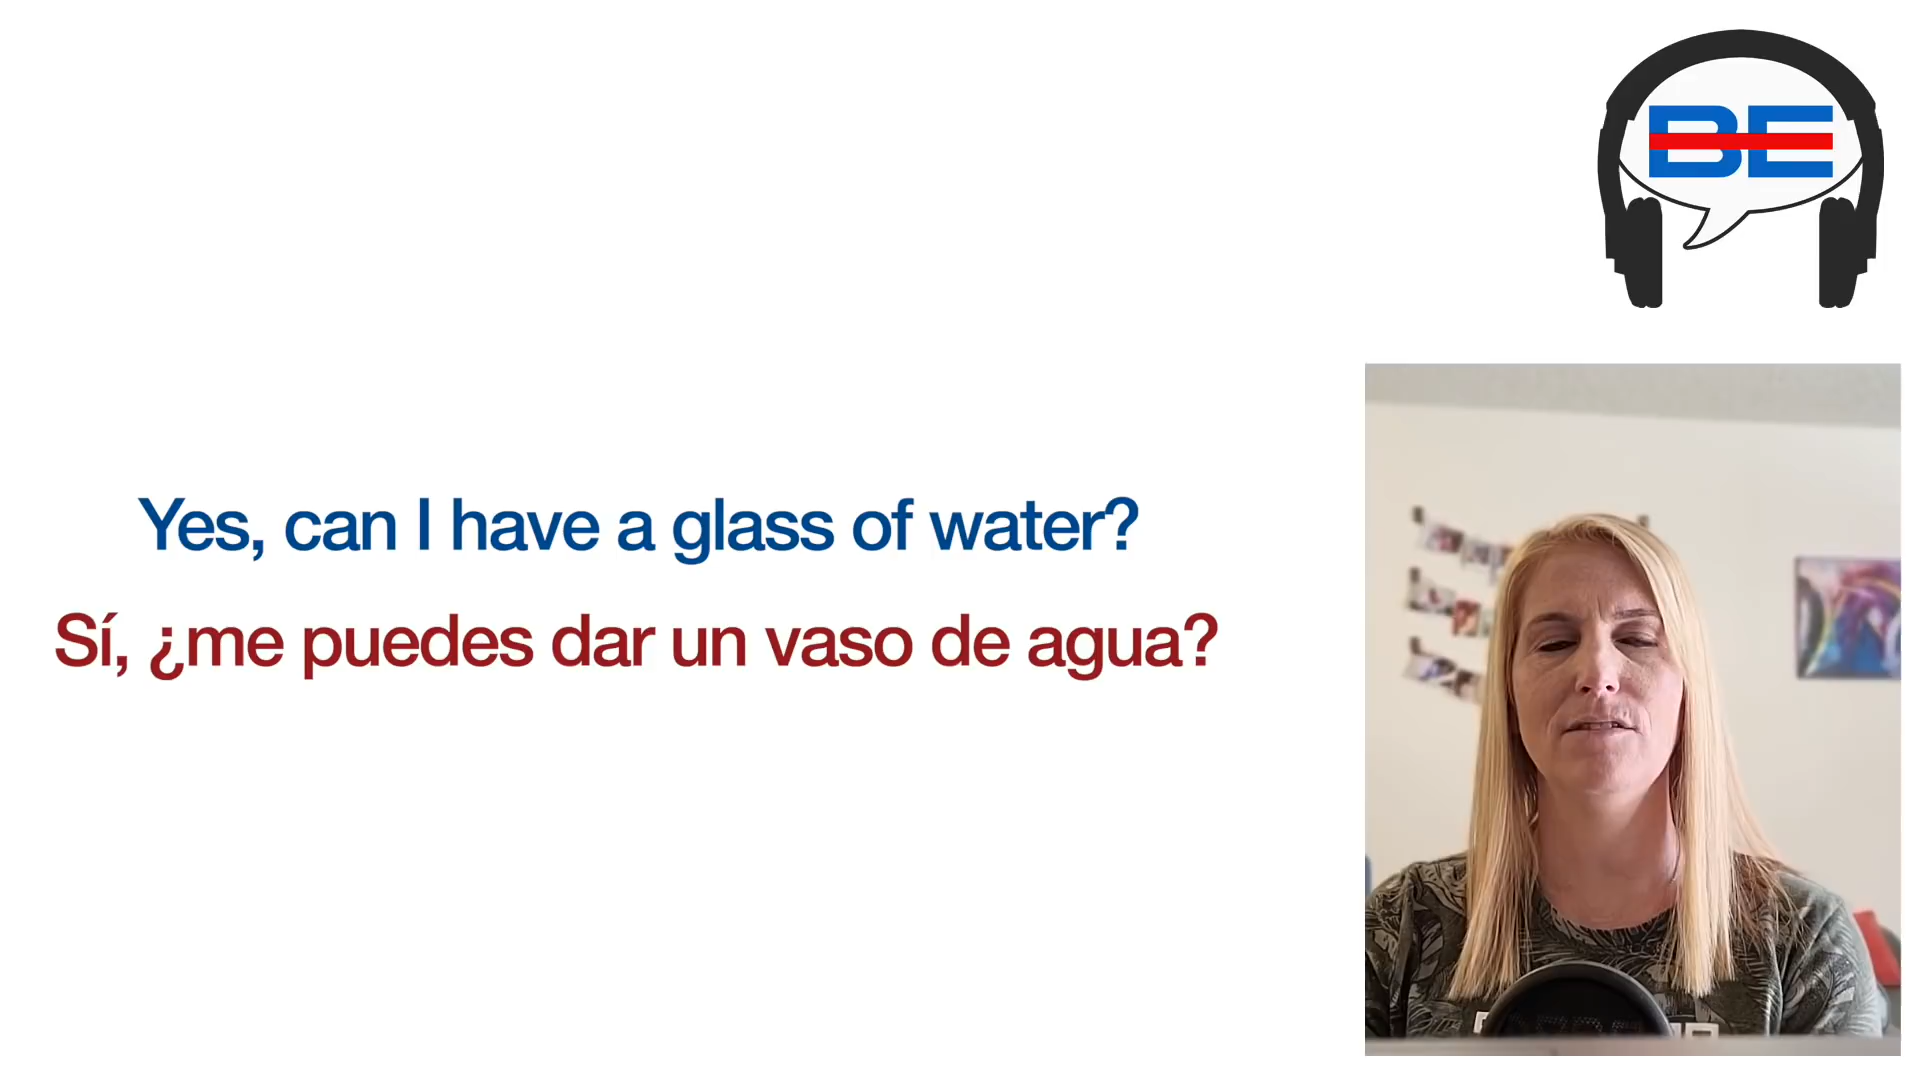 BE
Yes, can I have a glass of water?
Sí, ¿me puedes dar un vaso de agua?